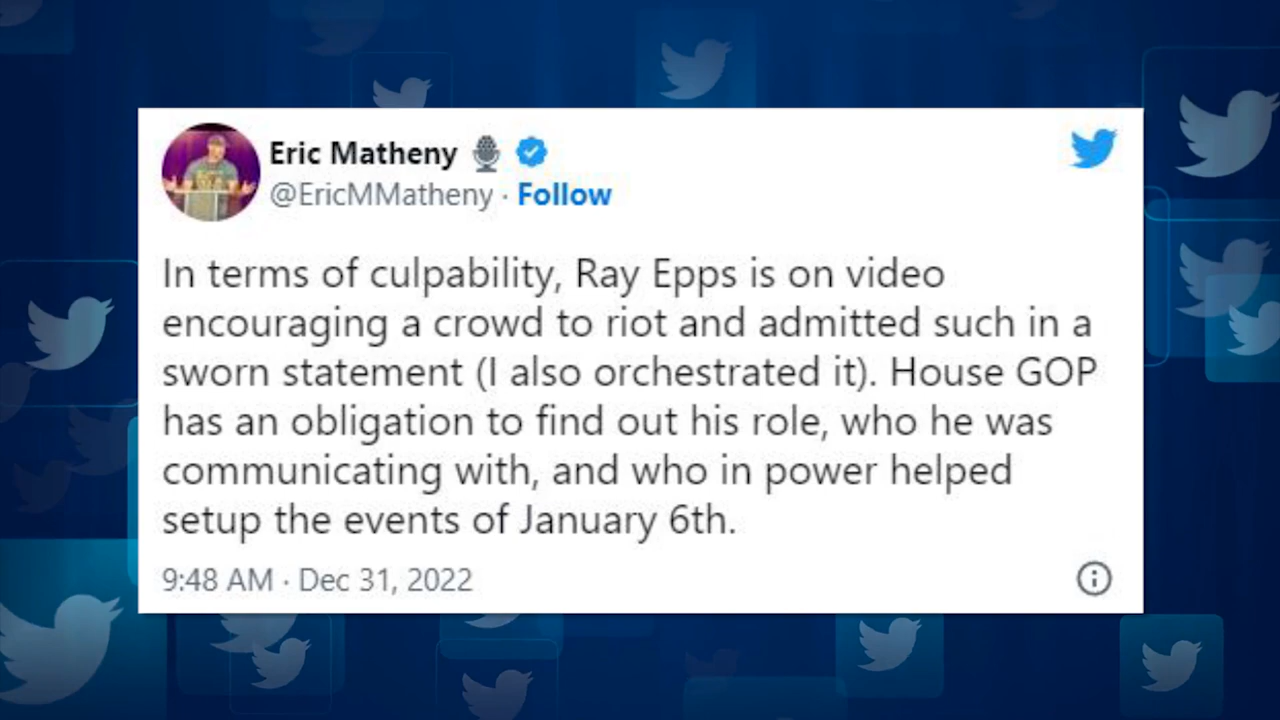 Eric Matheny 🎙
@EricMMatheny · Follow
In terms of culpability, Ray Epps is on video
encouraging a crowd to riot and admitted such in a
sworn statement (I also orchestrated it). House GOP
has an obligation to find out his role, who he was
communicating with, and who in power helped
setup the events of January 6th.
9:48 AM · Dec 31, 2022